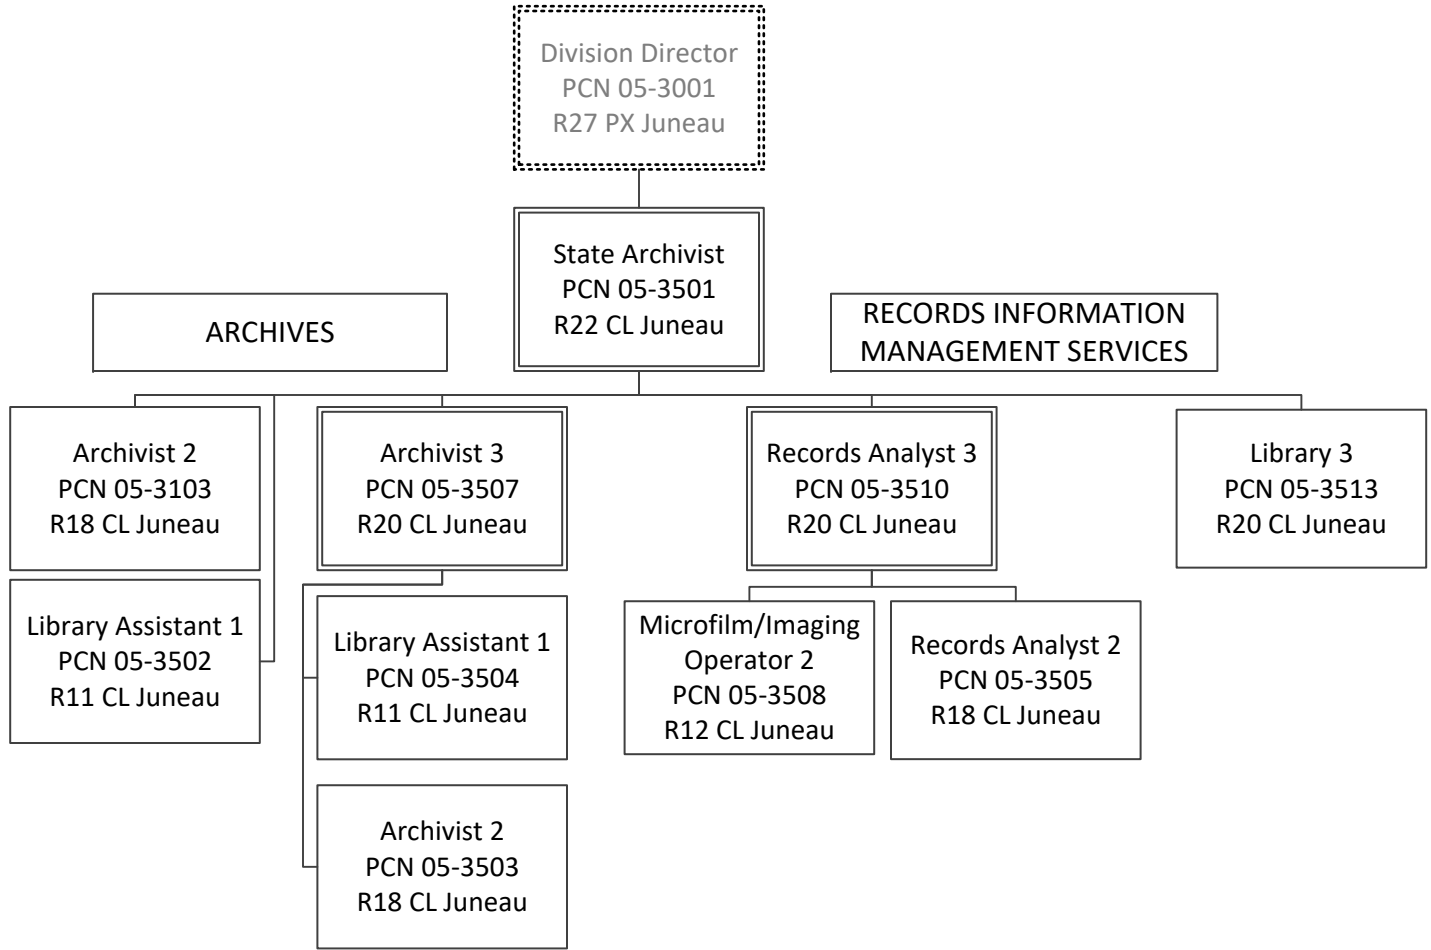 Division Director
PCN 05-3001
R27 PX Juneau
State Archivist
PCN 05-3501
R22 CL Juneau
ARCHIVES
RECORDS INFORMATION
MANAGEMENT SERVICES
Archivist 2
PCN 05-3103
R18 CL Juneau
Archivist 3
PCN 05-3507
R20 CL Juneau
Records Analyst 3
PCN 05-3510
R20 CL Juneau
Library 3
PCN 05-3513
R20 CL Juneau
Library Assistant 1
PCN 05-3502
R11 CL Juneau
Library Assistant 1
PCN 05-3504
R11 CL Juneau
Microfilm/Imaging
Operator 2
PCN 05-3508
R12 CL Juneau
Records Analyst 2
PCN 05-3505
R18 CL Juneau
Archivist 2
PCN 05-3503
R18 CL Juneau